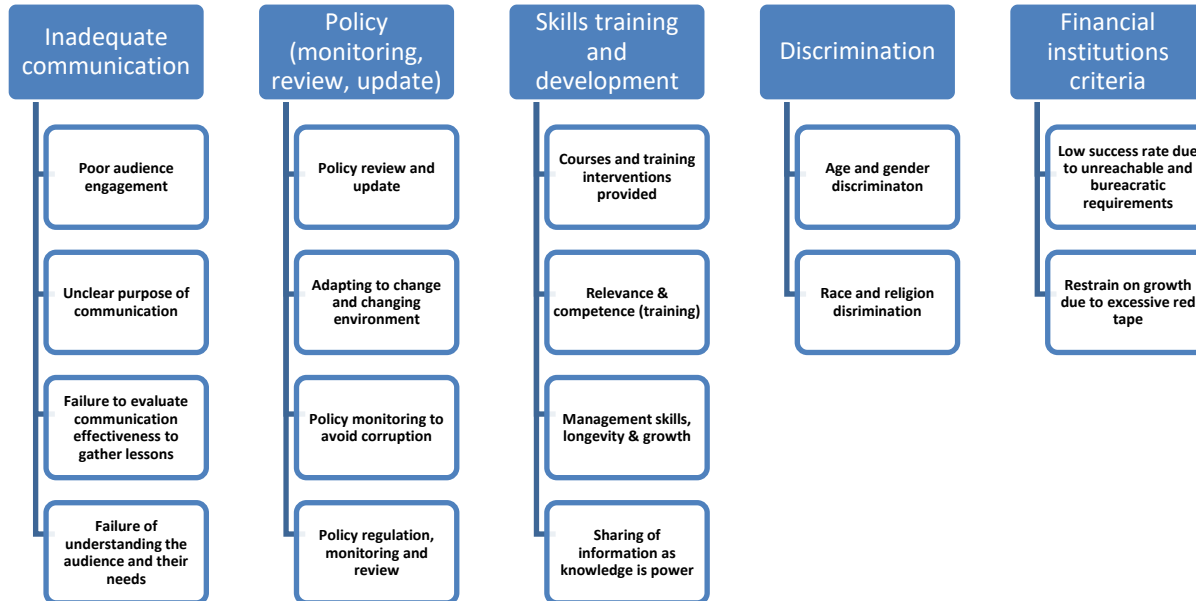 Inadequate
communication
Poor audience
engagement
Unclear purpose of
communication
Failure to evaluate
communication
effectiveness to
gather lessons
Failure of
understanding the
audience and their
needs
Policy
(monitoring,
review, update)
Policy review and
update
Adapting to change
and changing
environment
Policy monitoring to
avoid corruption
Policy regulation,
monitoring and
review
Skills training
and
development
Courses and training
interventions
provided
Relevance &
competence (training)
Management skills,
longevity & growth
Sharing of
information as
knowledge is power
Discrimination
Age and gender
discriminaton
Race and religion
disrimination
Financial
institutions
criteria
Low success rate due
to unreachable and
bureacratic
requirements
Restrain on growth
due to excessive red
tape